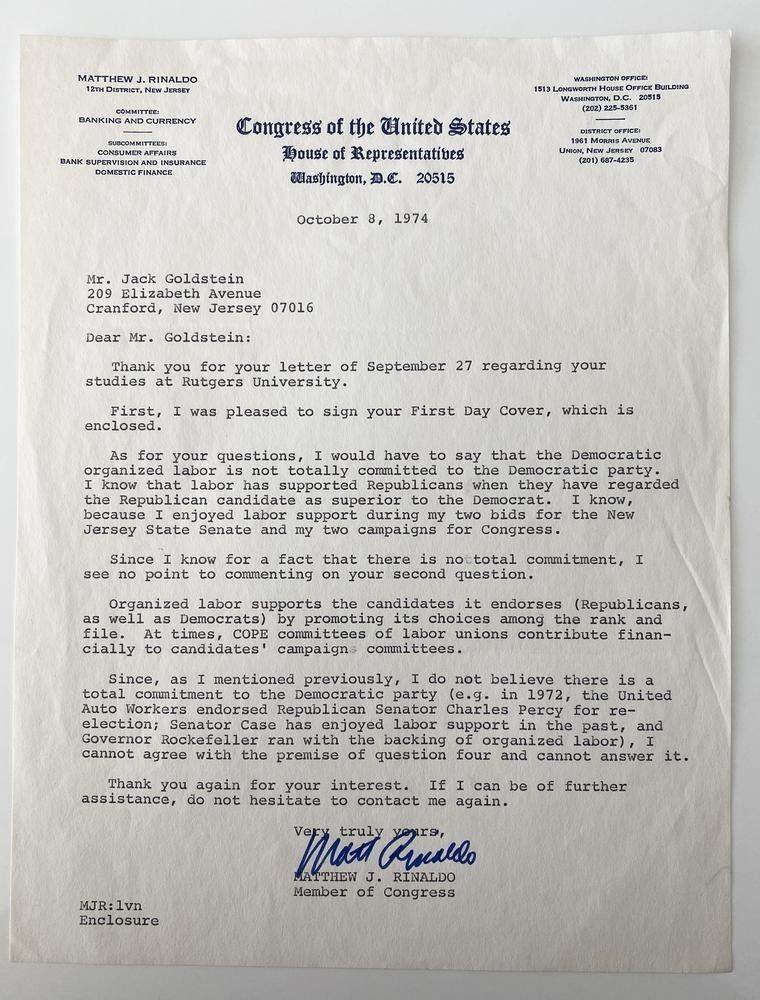 MATTHEW J. RINALDO
12TH DISTRICT, NEW JERSEY
COMMITTEE:
BANKING AND CURRENCY
SUBCOMMITTEES:
CONSUMER AFFAIRS
BANK SUPERVISION AND INSURANCE
DOMESTIC FINANCE
Congress of the United States
House of Representatives
Washington, D.C. 20515
WASHINGTON OFFICE:
1513 LONGWORTH HOUSE OFFICE BUILDING
WASHINGTON, D.C. 20515
(202) 225-5361
DISTRICT OFFICE:
1961 MORRIS AVENUE
UNION, NEW JERSEY 07083
(201) 687-4235
October 8, 1974
Mr. Jack Goldstein
209 Elizabeth Avenue
Cranford, New Jersey 07016
Dear Mr. Goldstein:
Thank you for your letter of September 27 regarding your
studies at Rutgers University.
First, I was pleased to sign your First Day Cover, which is
enclosed.
As for your questions, I would have to say that the Democratic
organized labor is not totally committed to the Democratic party.
I know that labor has supported Republicans when they have regarded
the Republican candidate as superior to the Democrat. I know,
because I enjoyed labor support during my two bids for the New
Jersey State Senate and my two campaigns for Congress.
Since I know for a fact that there is no total commitment, I
see no point to commenting on your second question.
Organized labor supports the candidates it endorses (Republicans,
as well as Democrats) by promoting its choices among the rank and
file. At times, COPE committees of labor unions contribute finan-
cially to candidates' campaigns committees.
Since, as I mentioned previously, I do not believe there is a
total commitment to the Democratic party (e.g. in 1972, the United
Auto Workers endorsed Republican Senator Charles Percy for re-
election; Senator Case has enjoyed labor support in the past, and
Governor Rockefeller ran with the backing of organized labor), I
cannot agree with the premise of question four and cannot answer it.
Thank you again for your interest. If I can be of further
assistance, do not hesitate to contact me again.
Very truly yours,
Matt Rinaldo
MATTHEW J. RINALDO
Member of Congress
MJR:lvn
Enclosure